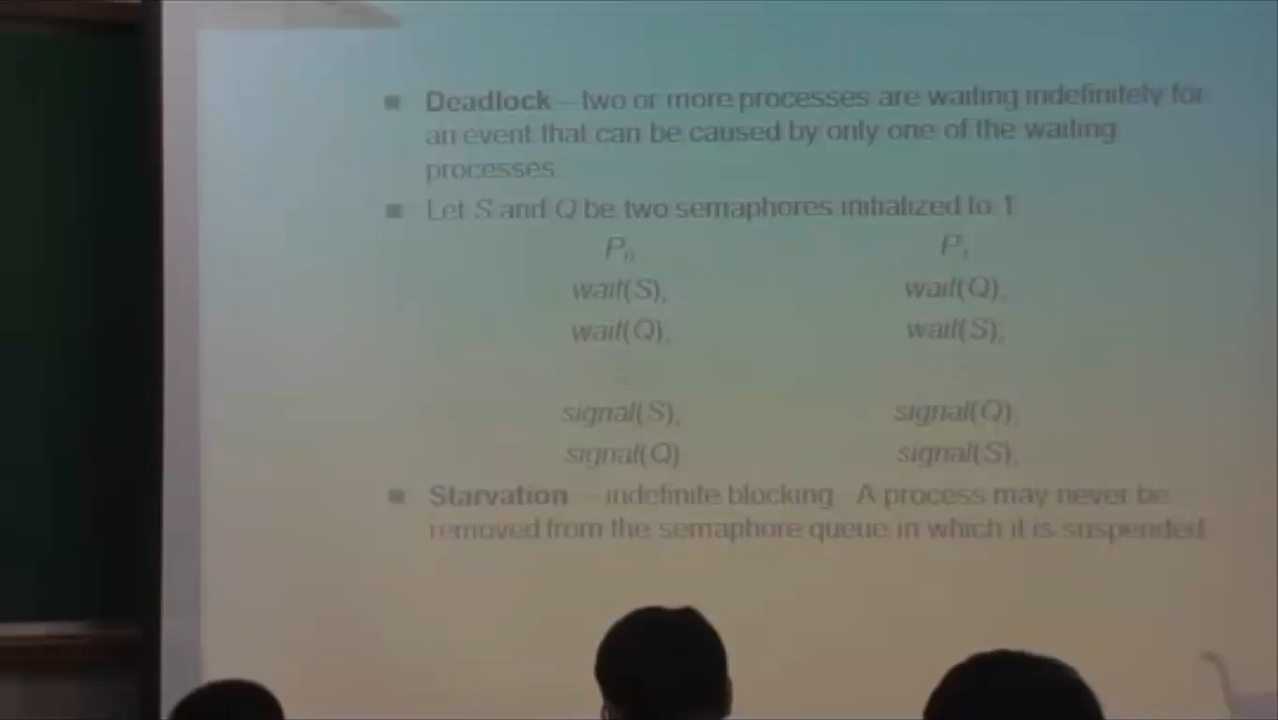 Deadlock – two or more processes are waiting indefinitely for
an event that can be caused by only one of the waiting
processes
Let S and Q be two semaphores initialized to 1
P0 P1
wait(S); wait(Q);
wait(Q); wait(S);
signal(S); signal(Q);
signal(Q) signal(S);
Starvation – indefinite blocking A process may never be
removed from the semaphore queue in which it is suspended